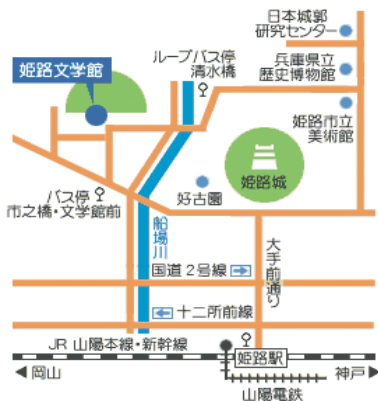 日本城郭
研究センター
ループバス停
清水橋
兵庫県立
歴史博物館
姫路文学館
姫路市立
美術館
姫路城
好古園
バス停
市之橋・文学館前
船場川
大手前通り
国道2号線
十二所前線
JR 山陽本線・新幹線
姫路駅
岡山
神戸
山陽電鉄